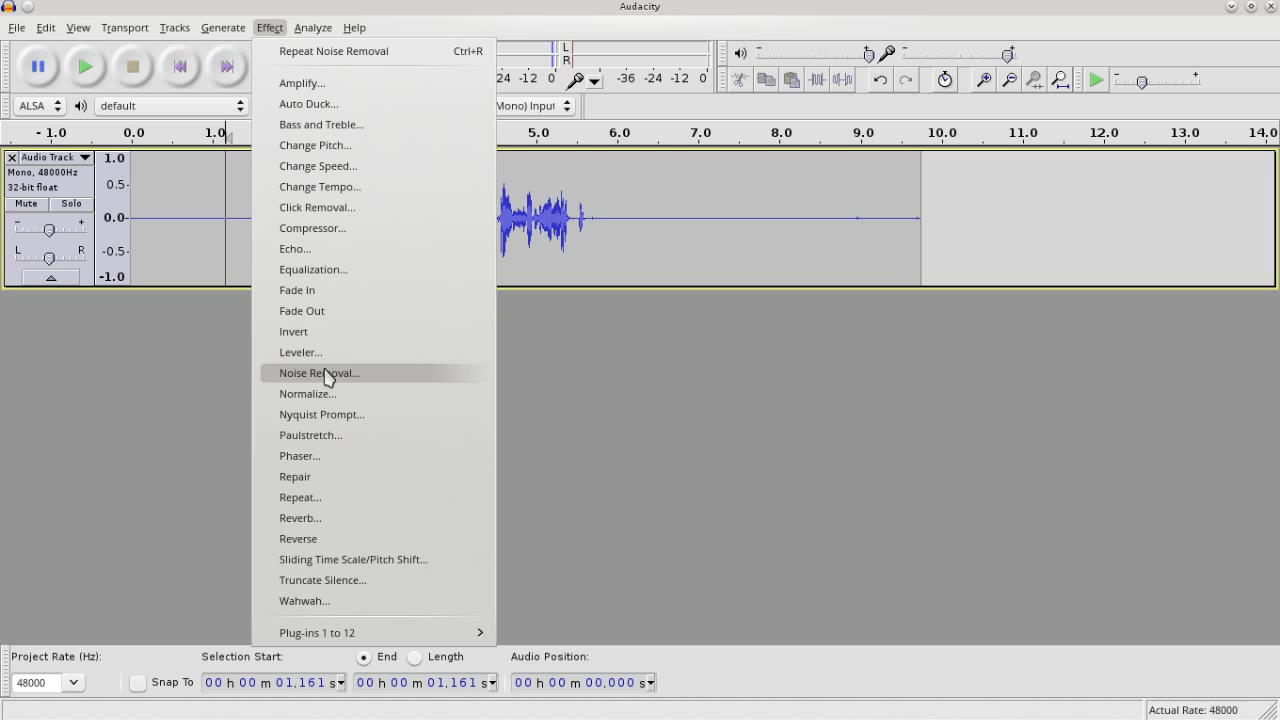 Audacity
File Edit View Transport Tracks Generate Effect Analyze Help
Repeat Noise Removal Ctrl+R
Amplify...
Auto Duck...
Bass and Treble...
Change Pitch...
Change Speed...
Change Tempo...
Click Removal...
Compressor...
Echo...
Equalization...
Fade In
Fade Out
Invert
Leveler...
Noise Removal...
Normalize...
Nyquist Prompt...
Paulstretch...
Phaser...
Repair
Repeat...
Reverb...
Reverse
Sliding Time Scale/Pitch Shift...
Truncate Silence...
Wahwah...
Plug-ins 1 to 12
L
R
24 -12 0
-36 -24 -12 0
- +
- +
- +
ALSA default
Mono) Input
- 1.0 0.0 1.0 5.0 6.0 7.0 8.0 9.0 10.0 11.0 12.0 13.0 14.0
Audio Track
Mono, 48000Hz
32-bit float
Mute Solo
- +
L R
1.0
0.5-
0.0-
-0.5-
-1.0
Project Rate (Hz): Selection Start: End Length Audio Position:
48000 Snap To 00 h 00 m 01,161 s 00 h 00 m 01,161 s 00 h 00 m 00,000 s
Actual Rate: 48000